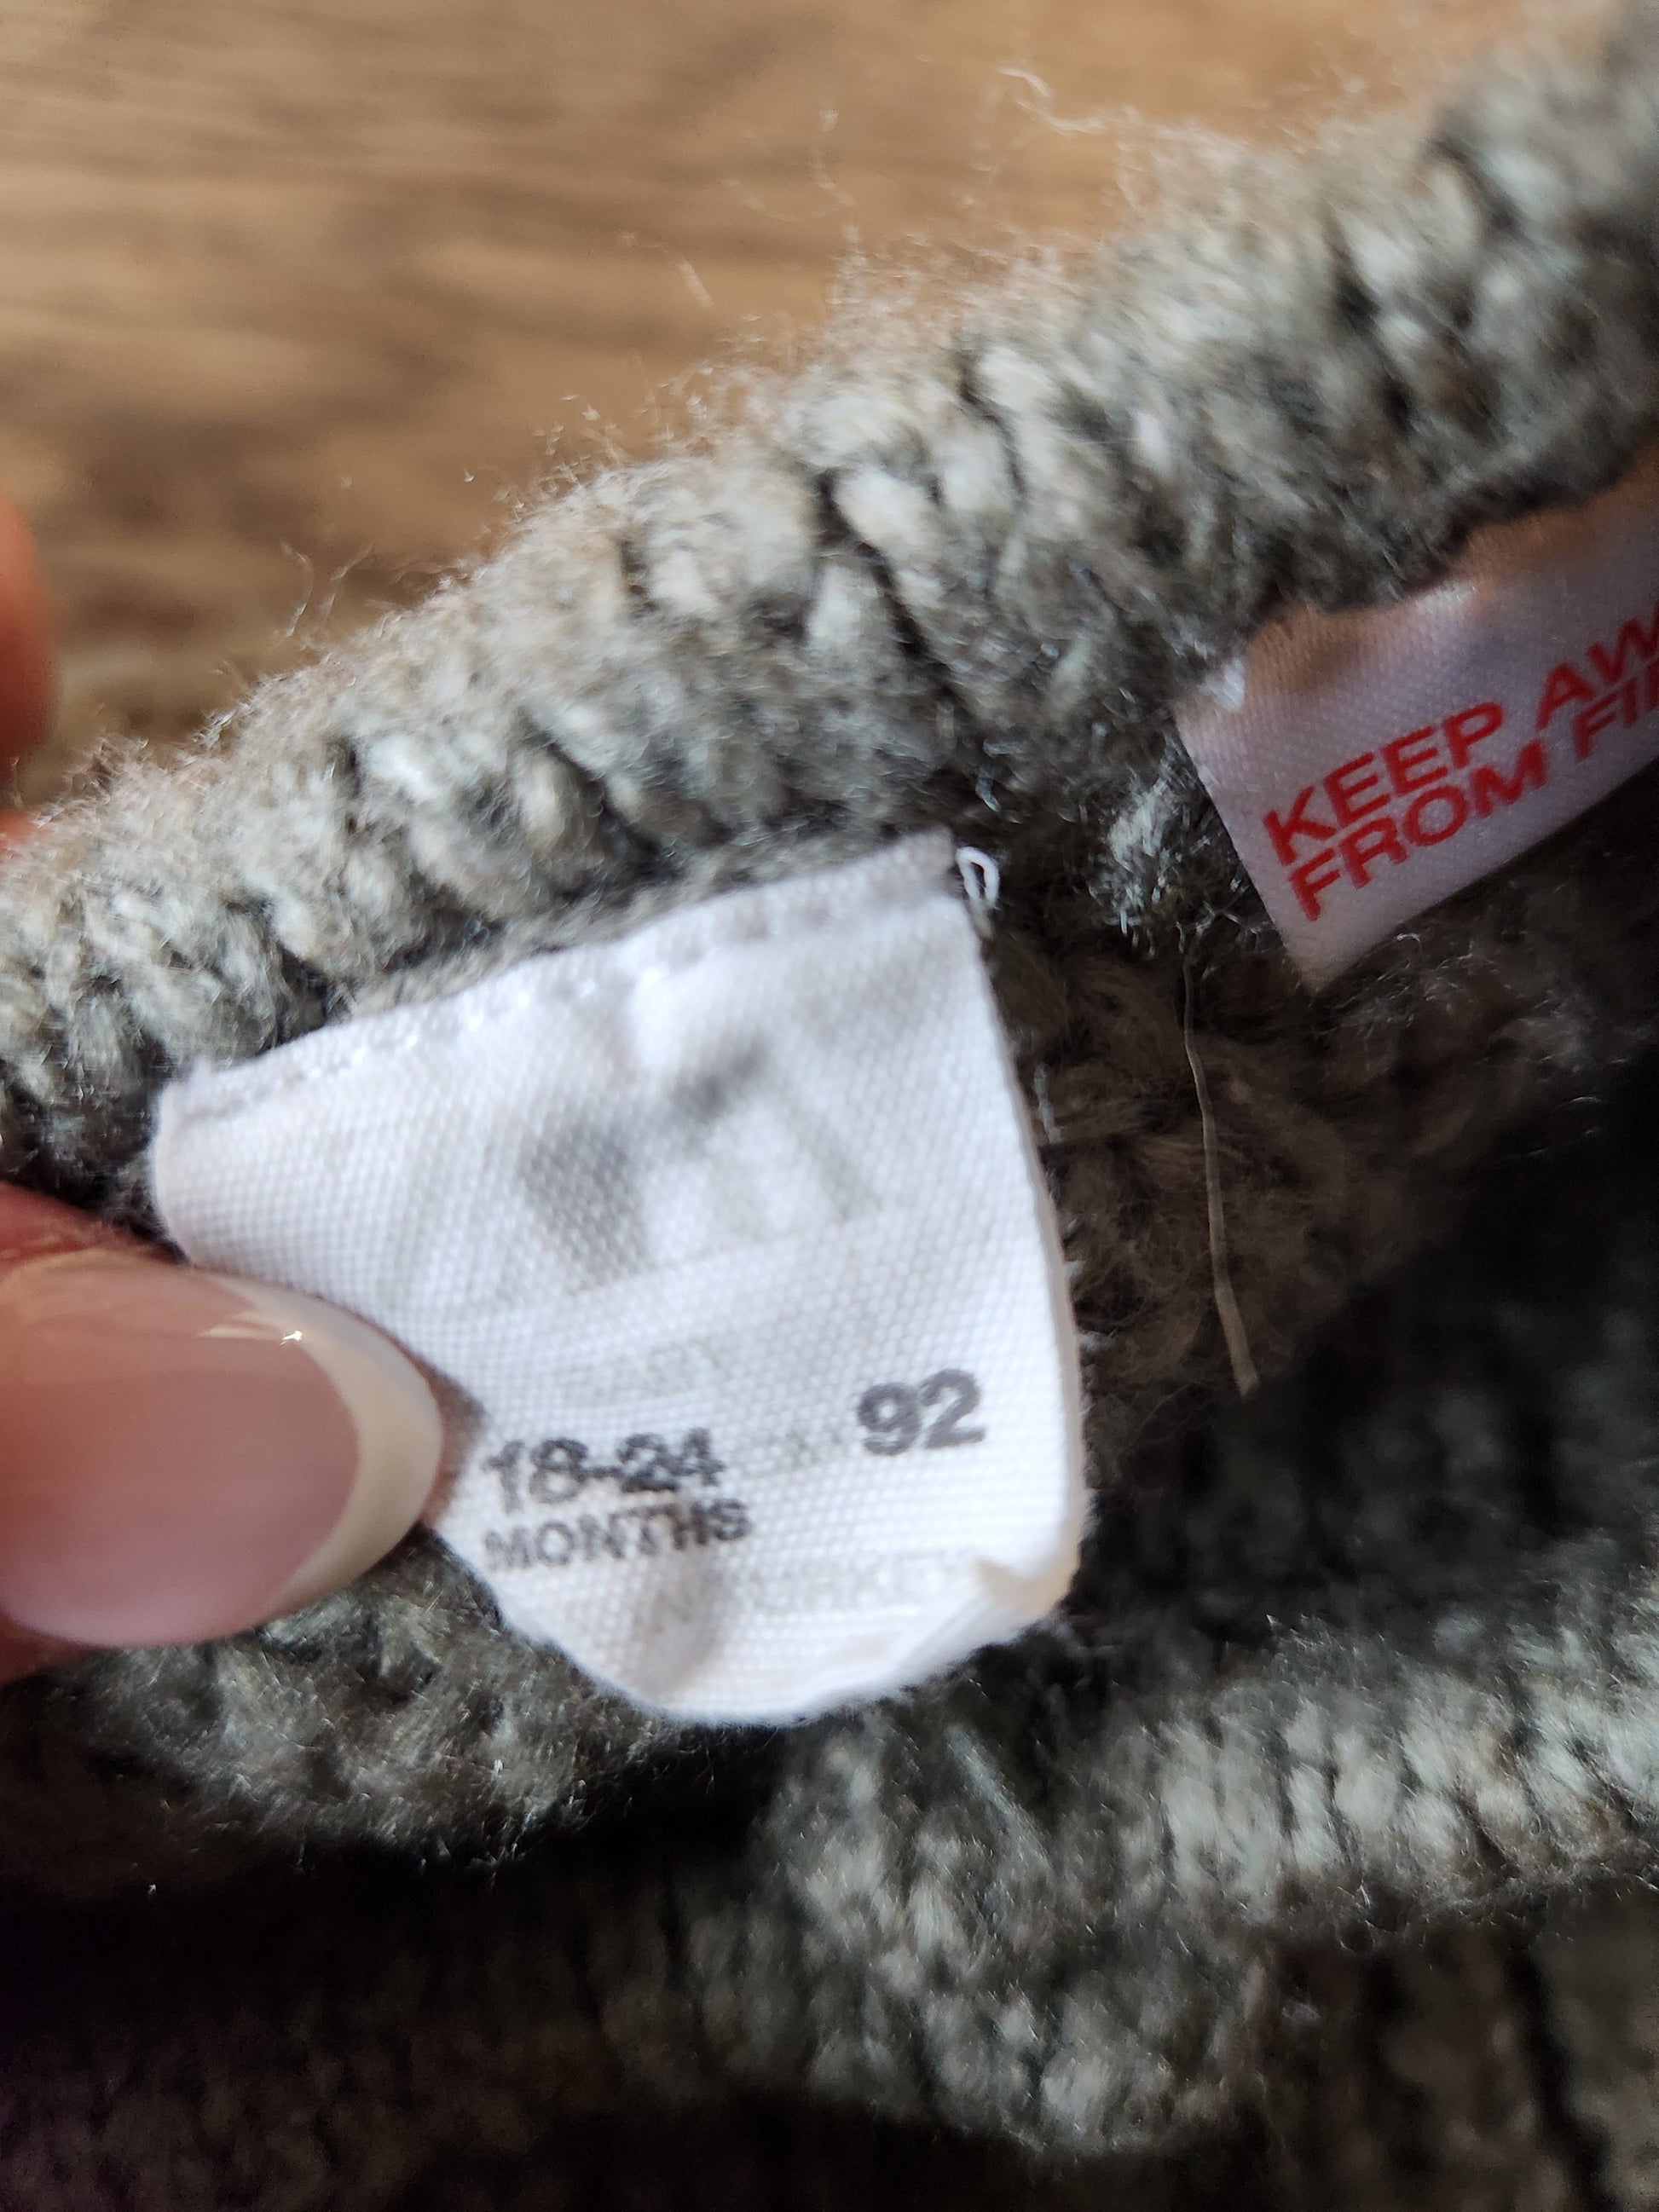 KEEP AW
FROM FI
92
18-24
MONTHS